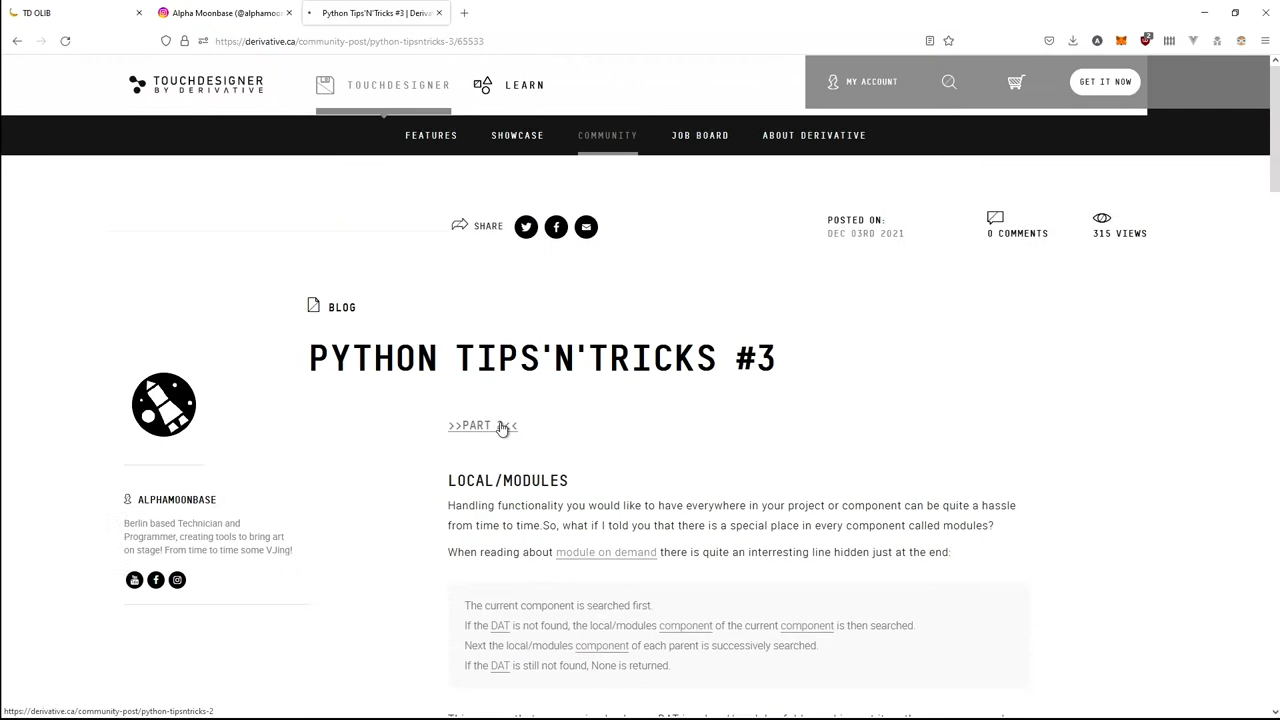 TD OLIB
Alpha Moonbase (@alphamoon
Python Tips'N'Tricks #3 | Deriva
https://derivative.ca/community-post/python-tipsntricks-3/65533
2
TOUCHDESIGNER
BY DERIVATIVE
TOUCHDESIGNER
LEARN
MY ACCOUNT
GET IT NOW
FEATURES
SHOWCASE
COMMUNITY
JOB BOARD
ABOUT DERIVATIVE
SHARE
POSTED ON:
DEC 03RD 2021
0 COMMENTS
315 VIEWS
BLOG
PYTHON TIPS'N'TRICKS #3
>>PART
LOCAL/MODULES
Handling functionality you would like to have everywhere in your project or component can be quite a hassle
from time to time.So, what if I told you that there is a special place in every component called modules?
When reading about module on demand there is quite an interresting line hidden just at the end:
The current component is searched first.
If the DAT is not found, the local/modules component of the current component is then searched.
Next the local/modules component of each parent is successively searched.
If the DAT is still not found, None is returned.
ALPHAMOONBASE
Berlin based Technician and
Programmer, creating tools to bring art
on stage! From time to time some VJing!
https://derivative.ca/community-post/python-tipsntricks-2